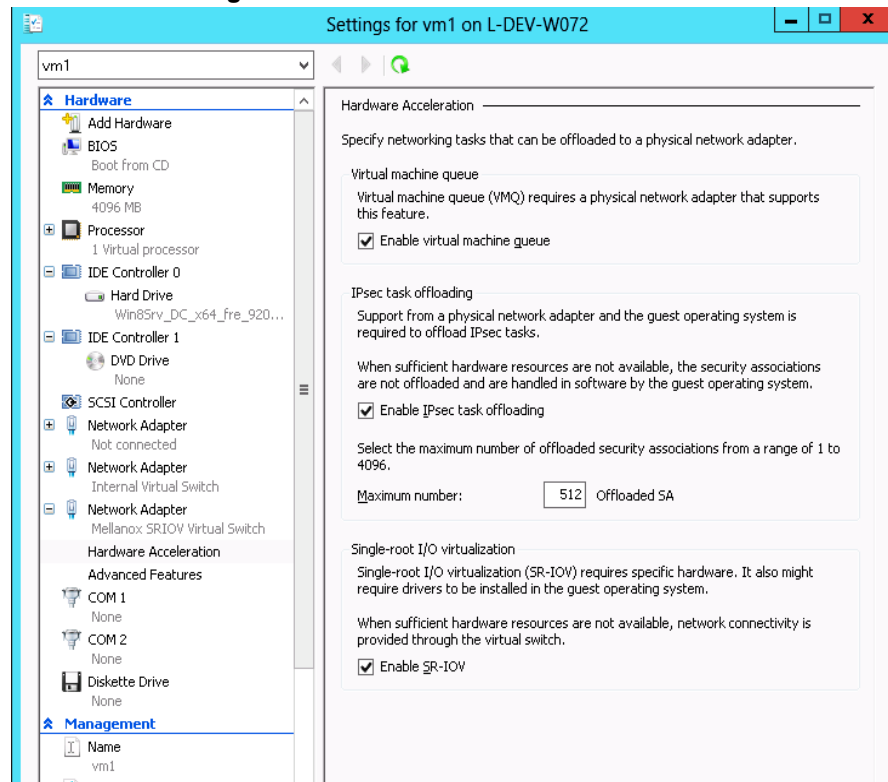 Settings for vm1 on L-DEV-W072
vm1
Hardware
Add Hardware
BIOS
Boot from CD
Memory
4096 MB
Processor
1 Virtual processor
IDE Controller 0
Hard Drive
Win8Srv_DC_x64_fre_920...
IDE Controller 1
DVD Drive
None
SCSI Controller
Network Adapter
Not connected
Network Adapter
Internal Virtual Switch
Network Adapter
Mellanox SRIOV Virtual Switch
Hardware Acceleration
Advanced Features
COM 1
None
COM 2
None
Diskette Drive
None
Management
Name
vm1
Hardware Acceleration
Specify networking tasks that can be offloaded to a physical network adapter.
Virtual machine queue
Virtual machine queue (VMQ) requires a physical network adapter that supports
this feature.
Enable virtual machine queue
IPsec task offloading
Support from a physical network adapter and the guest operating system is
required to offload IPsec tasks.
When sufficient hardware resources are not available, the security associations
are not offloaded and are handled in software by the guest operating system.
Enable IPsec task offloading
Select the maximum number of offloaded security associations from a range of 1 to
4096.
Maximum number: 512 Offloaded SA
Single-root I/O virtualization
Single-root I/O virtualization (SR-IOV) requires specific hardware. It also might
require drivers to be installed in the guest operating system.
When sufficient hardware resources are not available, network connectivity is
provided through the virtual switch.
Enable SR-IOV